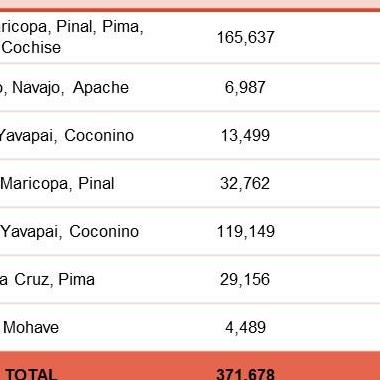 ricopa, Pinal, Pima,
Cochise 165,637
, Navajo, Apache 6,987
Yavapai, Coconino 13,499
Maricopa, Pinal 32,762
Yavapai, Coconino 119,149
a Cruz, Pima 29,156
Mohave 4,489
TOTAL 371,678